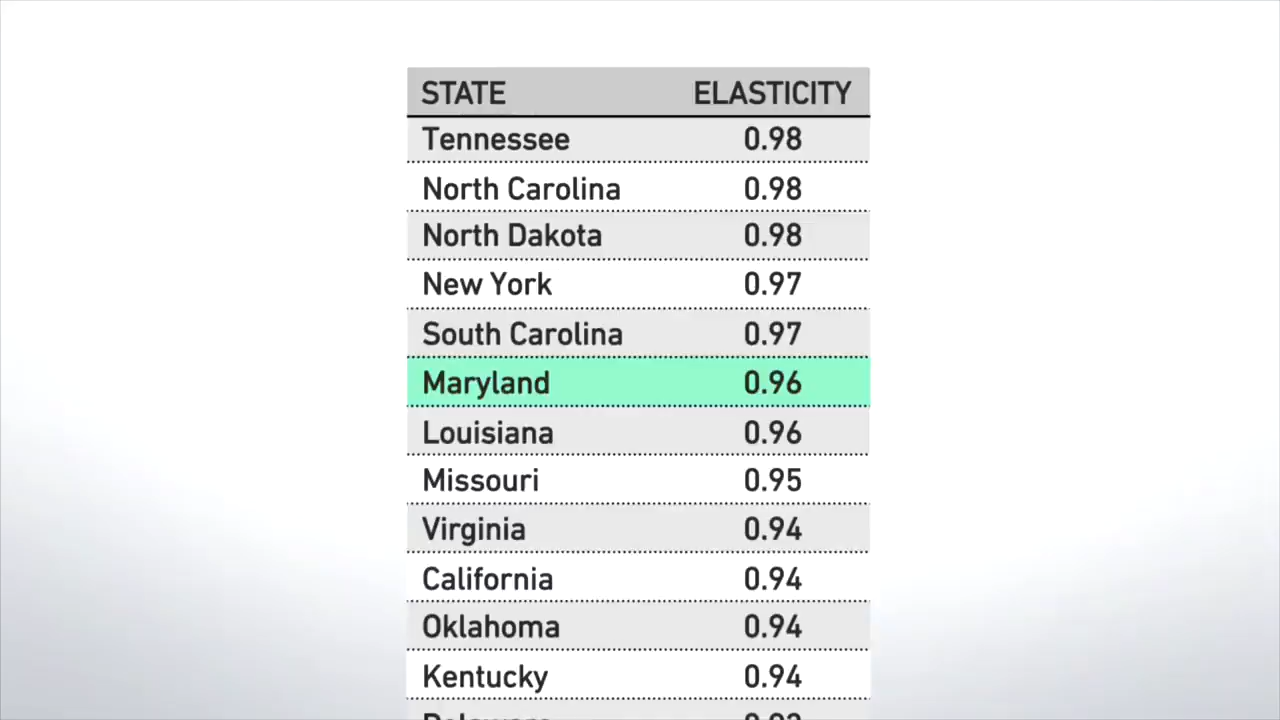 STATE ELASTICITY
Tennessee 0.98
North Carolina 0.98
North Dakota 0.98
New York 0.97
South Carolina 0.97
Maryland 0.96
Louisiana 0.96
Missouri 0.95
Virginia 0.94
California 0.94
Oklahoma 0.94
Kentucky 0.94